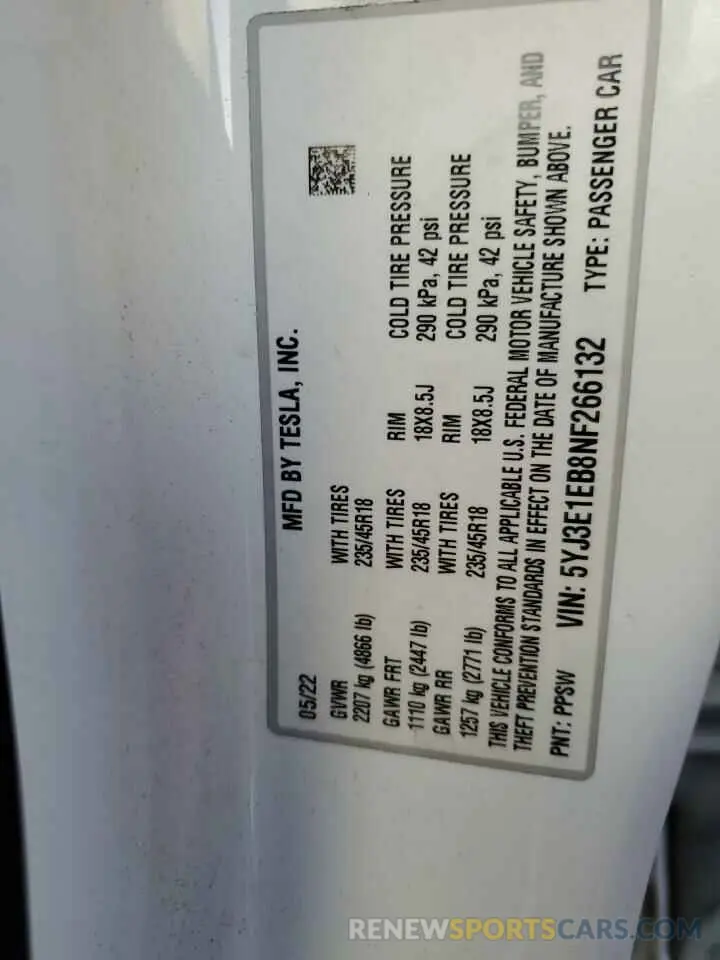 05/22 MFD BY TESLA, INC.
GVWR WITH TIRES
2207 kg (4866 lb) 235/45R18
GAWR FRT WITH TIRES RIM COLD TIRE PRESSURE
1110 kg (2447 lb) 235/45R18 18X8.5J 290 kPa, 42 psi
GAWR RR WITH TIRES RIM COLD TIRE PRESSURE
1257 kg (2771 lb) 235/45R18 18X8.5J 290 kPa, 42 psi
THIS VEHICLE CONFORMS TO ALL APPLICABLE U.S. FEDERAL MOTOR VEHICLE SAFETY, BUMPER, AND
THEFT PREVENTION STANDARDS IN EFFECT ON THE DATE OF MANUFACTURE SHOWN ABOVE.
PNT: PPSW VIN: 5YJ3E1EB8NF266132 TYPE: PASSENGER CAR
RENEWSPORTSCARS.COM